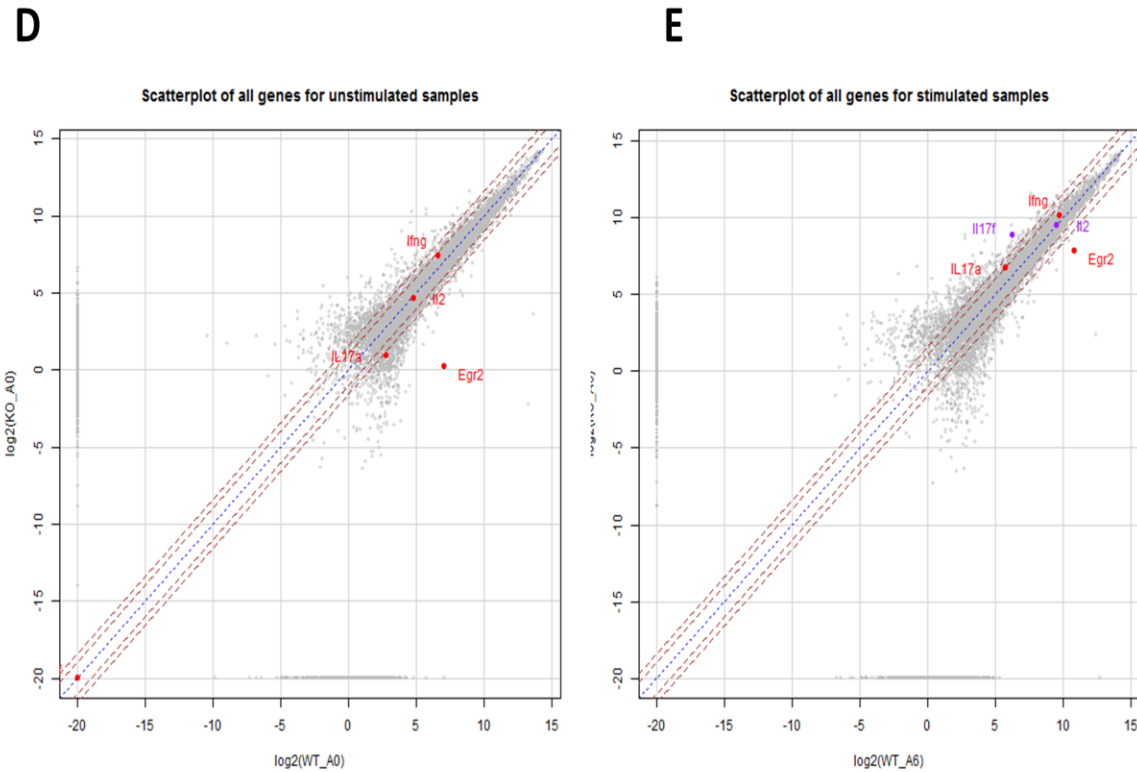 D
E
Scatterplot of all genes for unstimulated samples
Scatterplot of all genes for stimulated samples
15
10
5
0
-5
-10
-15
-20
log2(KO_A0)
Ifng
Il2
IL17a
Egr2
-20 -15 -10 -5 0 5 10 15
log2(WT_A0)
15
10
5
0
-5
-10
-15
-20
Ifng
Il17f
Il2
IL17a
Egr2
-20 -15 -10 -5 0 5 10 15
log2(WT_A6)